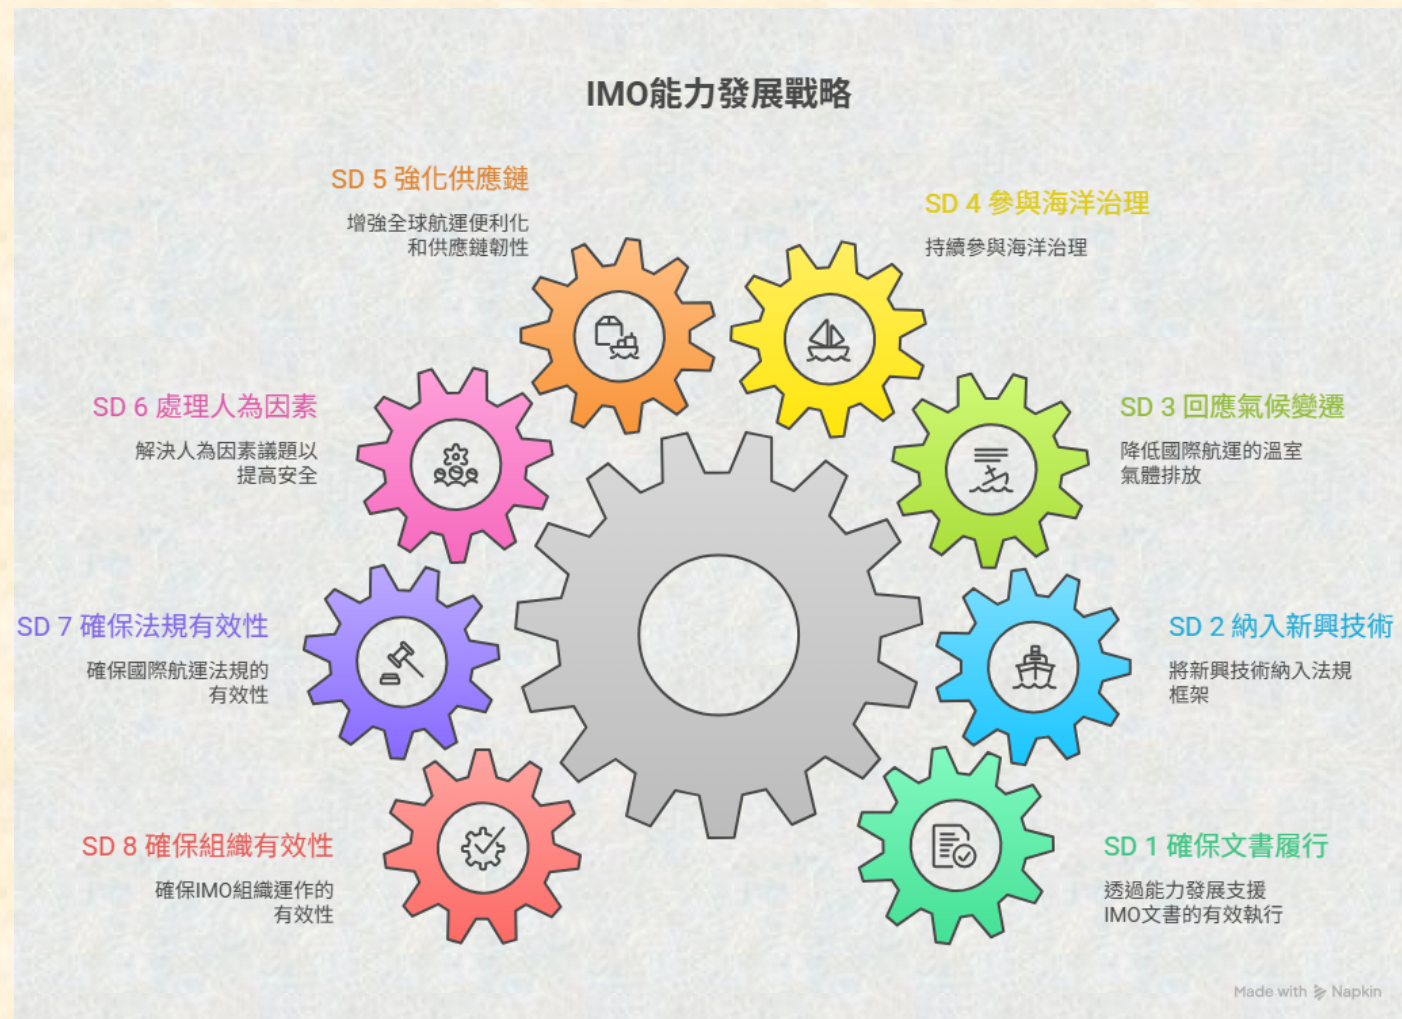 IMO能力發展戰略
SD 5 強化供應鏈
增強全球航運便利化
和供應鏈韌性
SD 4 參與海洋治理
持續參與海洋治理
SD 6 處理人為因素
解決人為因素議題以
提高安全
SD 3 回應氣候變遷
降低國際航運的溫室
氣體排放
SD 7 確保法規有效性
確保國際航運法規的
有效性
SD 2 納入新興技術
將新興技術納入法規
框架
SD 8 確保組織有效性
確保IMO組織運作的
有效性
SD 1 確保文書履行
透過能力發展支援
IMO文書的有效執行
Made with Napkin